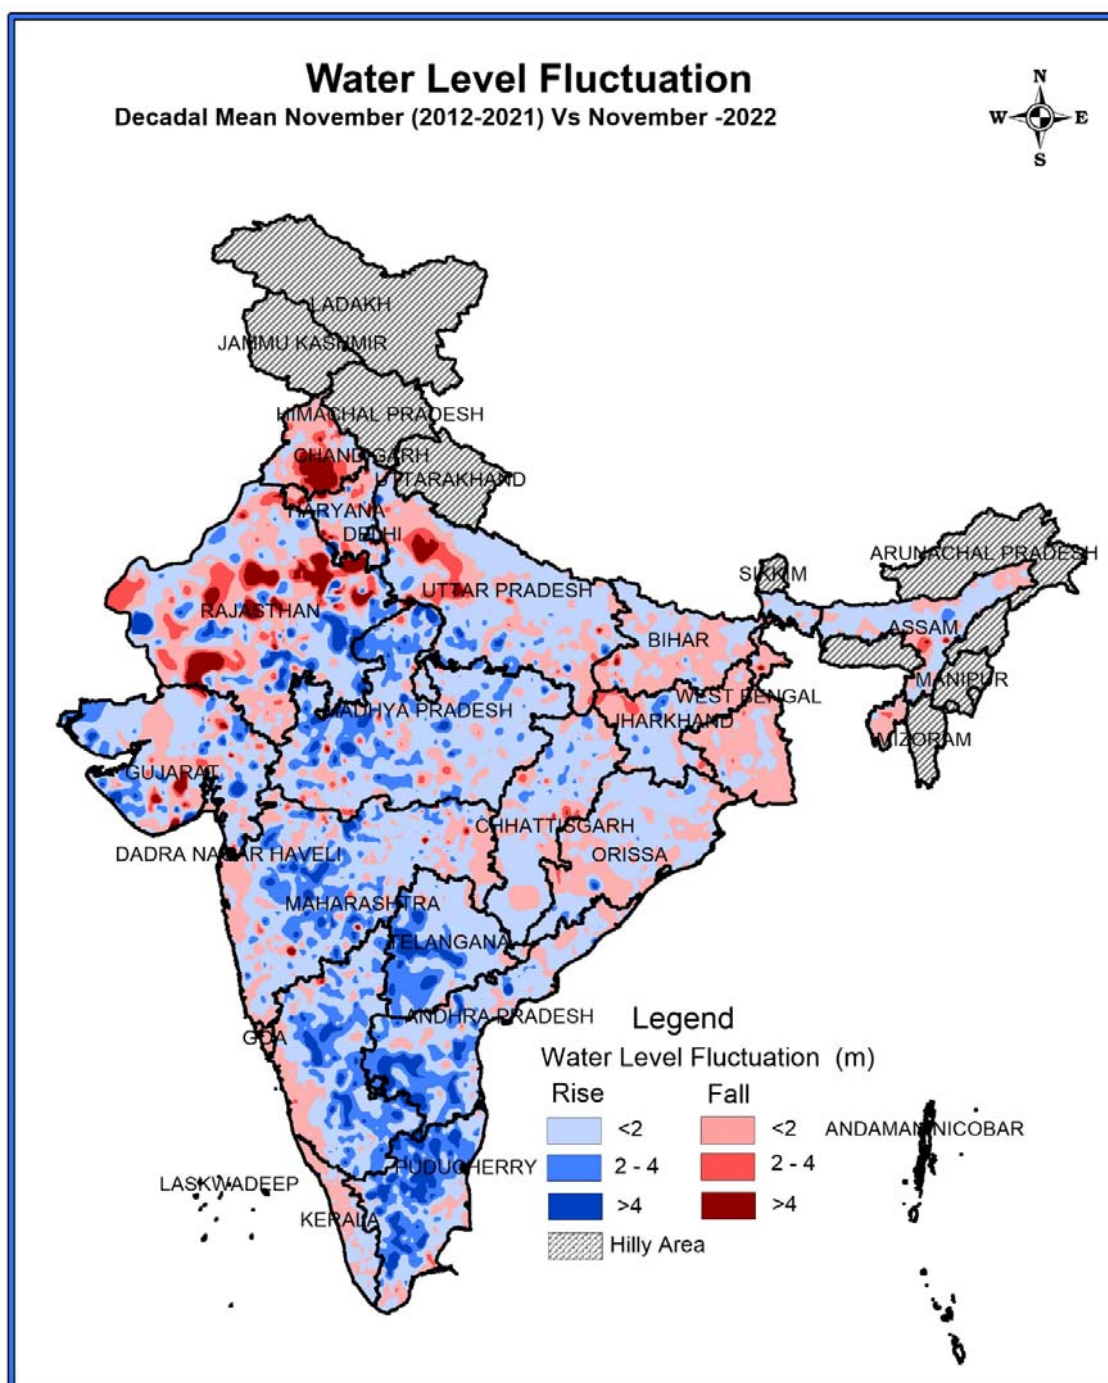 Water Level Fluctuation
Decadal Mean November (2012-2021) Vs November -2022
N
W E
S
LADAKH
JAMMU KASHMIR
HIMACHAL PRADESH
CHANDIGARH
UTTARAKHAND
HARYANA
DELHI
ARUNACHAL PRADESH
SIKKIM
UTTAR PRADESH
RAJASTHAN
ASSAM
BIHAR
MANIPUR
WEST BENGAL
MADHYA PRADESH
JHARKHAND
MIZORAM
GUJARAT
CHHATTISGARH
DADRA NAGAR HAVELI
ORISSA
MAHARASHTRA
TELANGANA
ANDHRA PRADESH
GOA
Legend
Water Level Fluctuation (m)
Rise Fall
<2 <2
ANDAMAN NICOBAR
2 - 4 2 - 4
PUDUCHERRY
LASKWADEEP
>4 >4
KERALA
Hilly Area